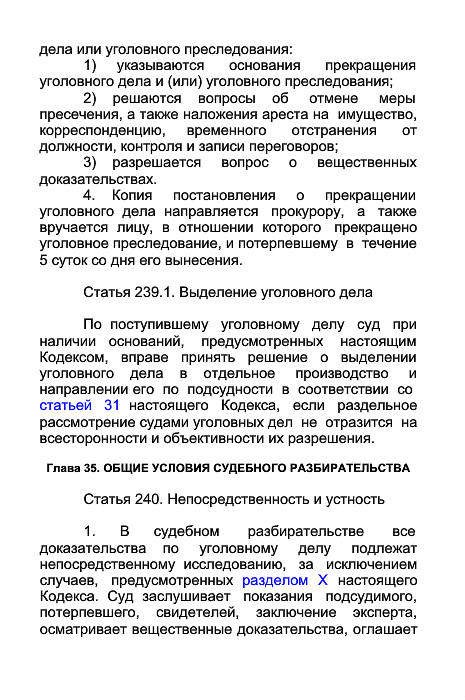 дела или уголовного преследования:
1) указываются основания прекращения
уголовного дела и (или) уголовного преследования;
2) решаются вопросы об отмене меры
пресечения, а также наложения ареста на имущество,
корреспонденцию, временного отстранения от
должности, контроля и записи переговоров;
3) разрешается вопрос о вещественных
доказательствах.
4. Копия постановления о прекращении
уголовного дела направляется прокурору, а также
вручается лицу, в отношении которого прекращено
уголовное преследование, и потерпевшему в течение
5 суток со дня его вынесения.
Статья 239.1. Выделение уголовного дела
По поступившему уголовному делу суд при
наличии оснований, предусмотренных настоящим
Кодексом, вправе принять решение о выделении
уголовного дела в отдельное производство и
направлении его по подсудности в соответствии со
статьей 31 настоящего Кодекса, если раздельное
рассмотрение судами уголовных дел не отразится на
всесторонности и объективности их разрешения.
Глава 35. ОБЩИЕ УСЛОВИЯ СУДЕБНОГО РАЗБИРАТЕЛЬСТВА
Статья 240. Непосредственность и устность
1. В судебном разбирательстве все
доказательства по уголовному делу подлежат
непосредственному исследованию, за исключением
случаев, предусмотренных разделом X настоящего
Кодекса. Суд заслушивает показания подсудимого,
потерпевшего, свидетелей, заключение эксперта,
осматривает вещественные доказательства, оглашает